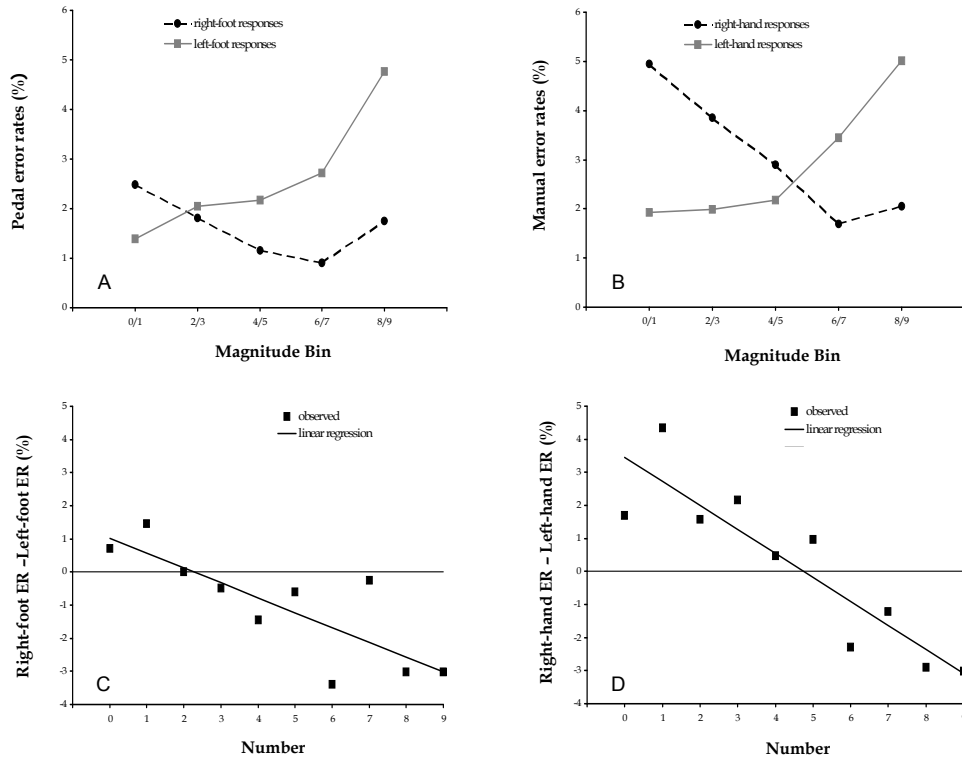 right-foot responses
left-foot responses
Pedal error rates (%)
6
5
4
3
2
1
0
A
0/1 2/3 4/5 6/7 8/9
Magnitude Bin
right-hand responses
left-hand responses
Manual error rates (%)
6
5
4
3
2
1
0
B
0/1 2/3 4/5 6/7 8/9
Magnitude Bin
observed
linear regression
Right-foot ER –Left-foot ER (%)
5
4
3
2
1
0
-1
-2
-3
-4
C
0 1 2 3 4 5 6 7 8 9
Number
observed
linear regression
Right-hand ER – Left-hand ER (%)
5
4
3
2
1
0
-1
-2
-3
-4
D
0 1 2 3 4 5 6 7 8 9
Number